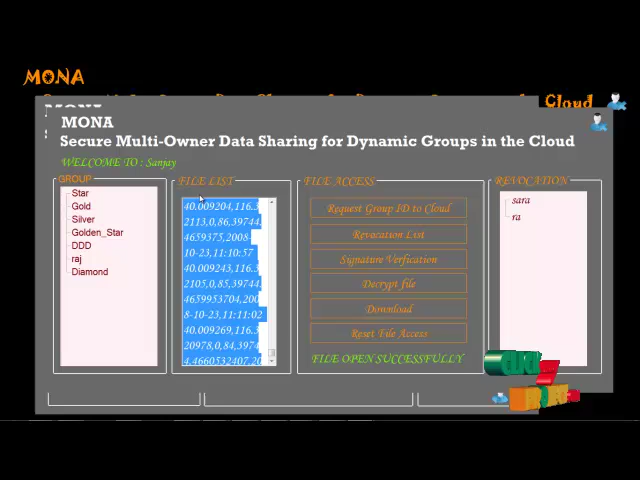 MONA
Cloud
MONA
Secure Multi-Owner Data Sharing for Dynamic Groups in the Cloud
WELCOME TO : Sanjay
GROUP
Star
Gold
Silver
Golden_Star
DDD
raj
Diamond
FILE LIST
40.009204,116.3
2113,0,86,39744.
4659375,2008-
10-23,11:10:57
40.009243,116.3
2105,0,85,39744.
4659953704,200
8-10-23,11:11:02
40.009269,116.3
20978,0,84,3974
4.4660532407,20
FILE ACCESS
Request Group ID to Cloud
Revocation List
Signature Verfication
Decrypt file
Download
Reset File Access
FILE OPEN SUCCESSFULLY
REVOCATION
sara
ra